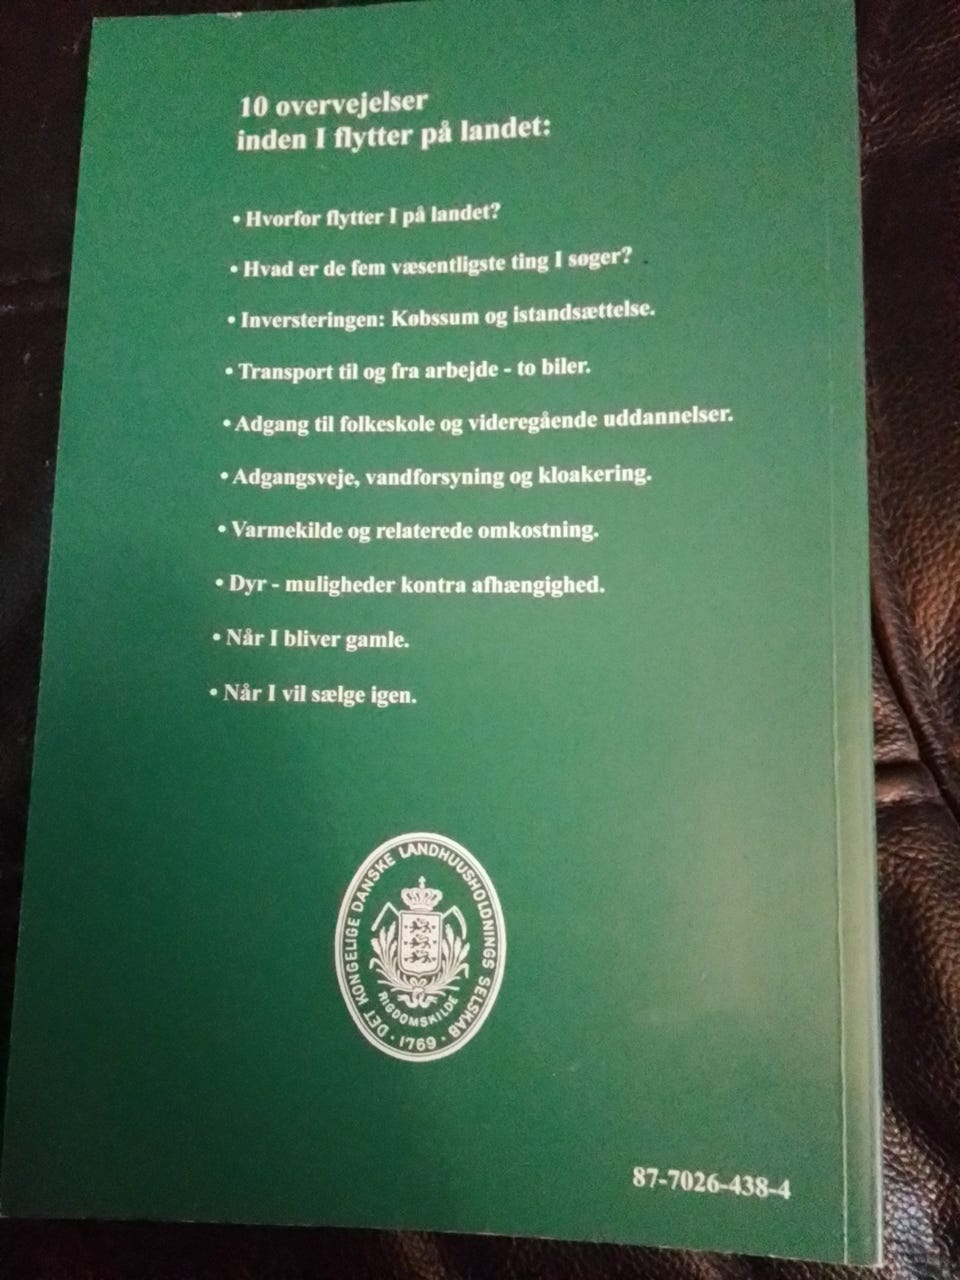 10 overvejelser
inden I flytter på landet:
• Hvorfor flytter I på landet?
• Hvad er de fem væsentligste ting I søger?
• Inversteringen: Købssum og istandsættelse.
• Transport til og fra arbejde - to biler.
• Adgang til folkeskole og videregående uddannelser.
• Adgangsveje, vandforsyning og kloakering.
• Varmekilde og relaterede omkostning.
• Dyr - muligheder kontra afhængighed.
• Når I bliver gamle.
• Når I vil sælge igen.
DET KONGELIGE DANSKE LANDHUUSHOLDNINGS SELSKAB
RIGDOMSKILDE
· 1769 ·
87-7026-438-4